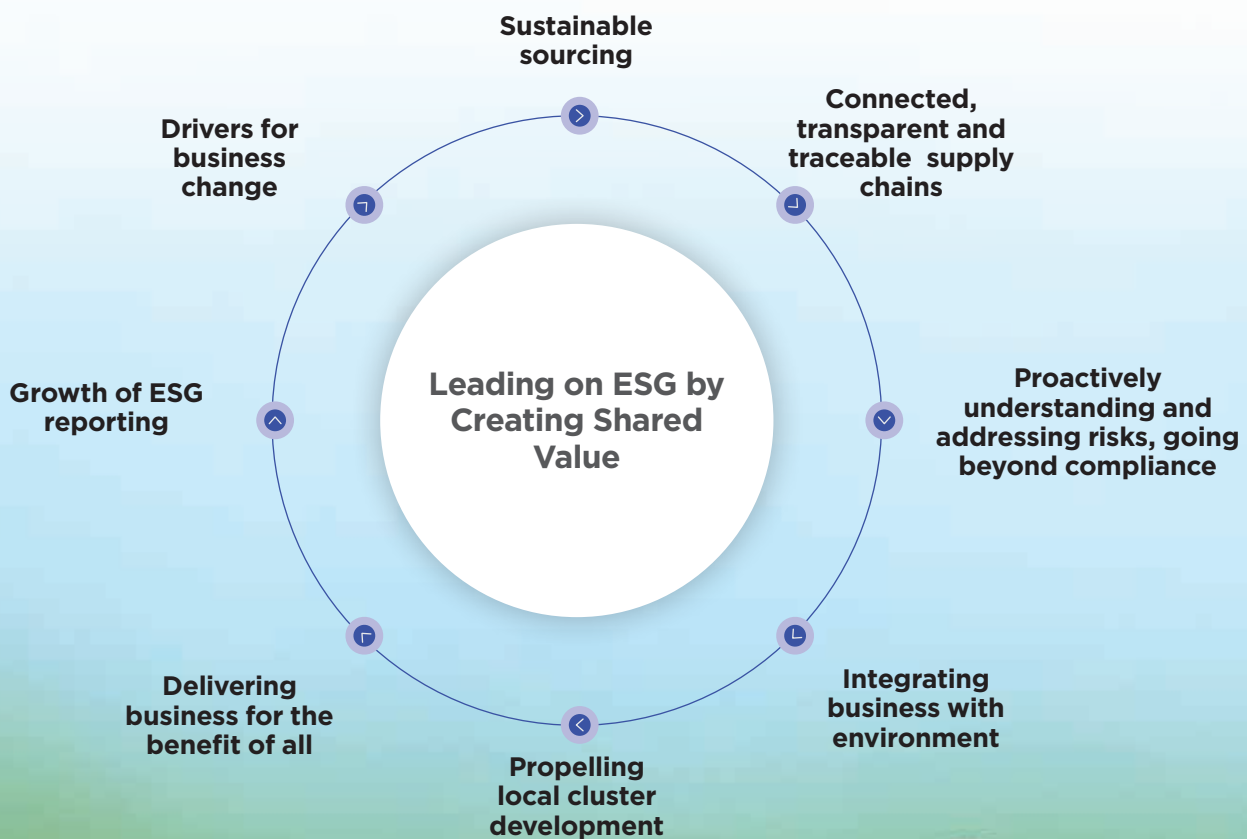 Sustainable
sourcing
Connected,
transparent and
traceable supply
chains
Proactively
understanding and
addressing risks, going
beyond compliance
Integrating
business with
environment
Propelling
local cluster
development
Delivering
business for the
benefit of all
Growth of ESG
reporting
Drivers for
business
change
Leading on ESG by
Creating Shared
Value